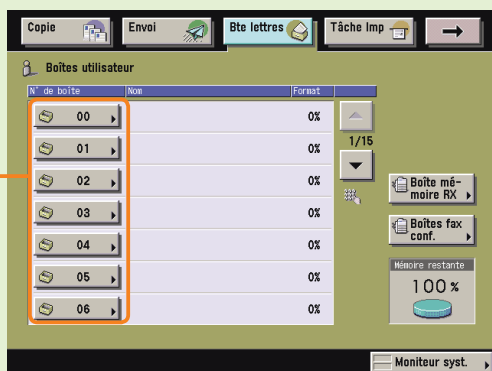 Copie
Envoi
Bte lettres
Tâche Imp
Boîtes utilisateur
N° de boîte Nom Format
00 0%
01 0%
02 0%
03 0%
04 0%
05 0%
06 0%
1/15
Boîte mé-
moire RX
Boîtes fax
conf.
Mémoire restante
100 %
Moniteur syst.